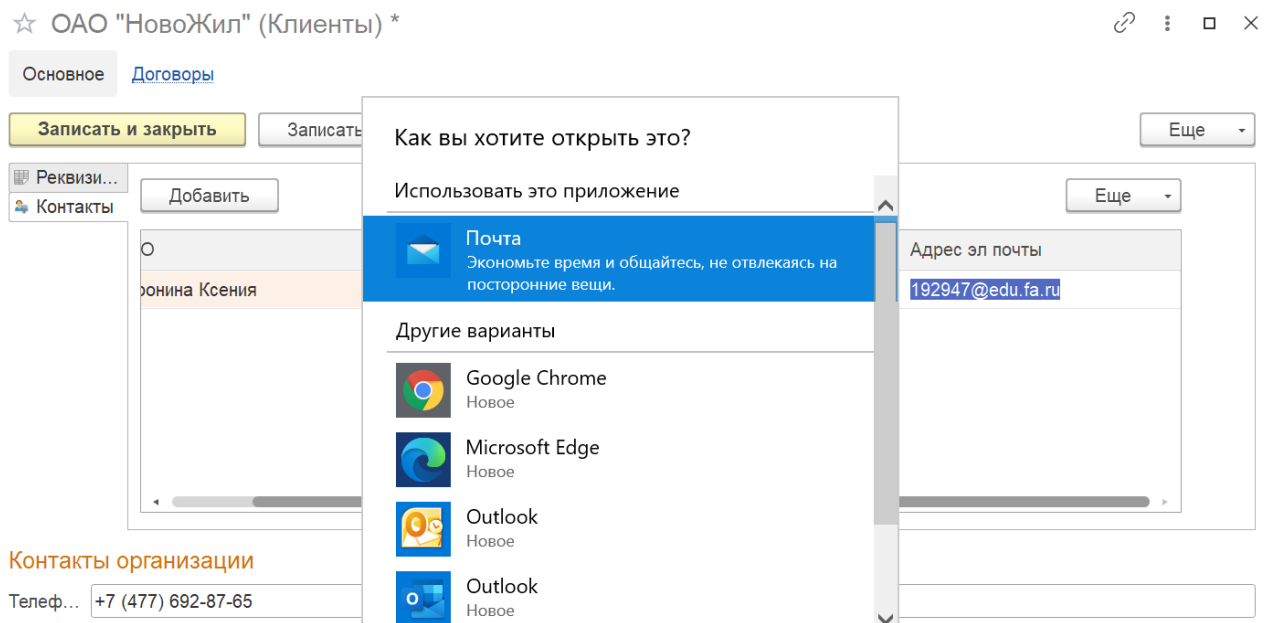 ОАО "НовоЖил" (Клиенты) *
Основное Договоры
Записать и закрыть Записать Еще
Реквизи...
Контакты
Добавить Еще
О Адрес эл почты
ронина Ксения 192947@edu.fa.ru
Как вы хотите открыть это?
Использовать это приложение
Почта
Экономьте время и общайтесь, не отвлекаясь на
посторонние вещи.
Другие варианты
Google Chrome
Новое
Microsoft Edge
Новое
Outlook
Новое
Outlook
Новое
Контакты организации
Телеф... +7 (477) 692-87-65